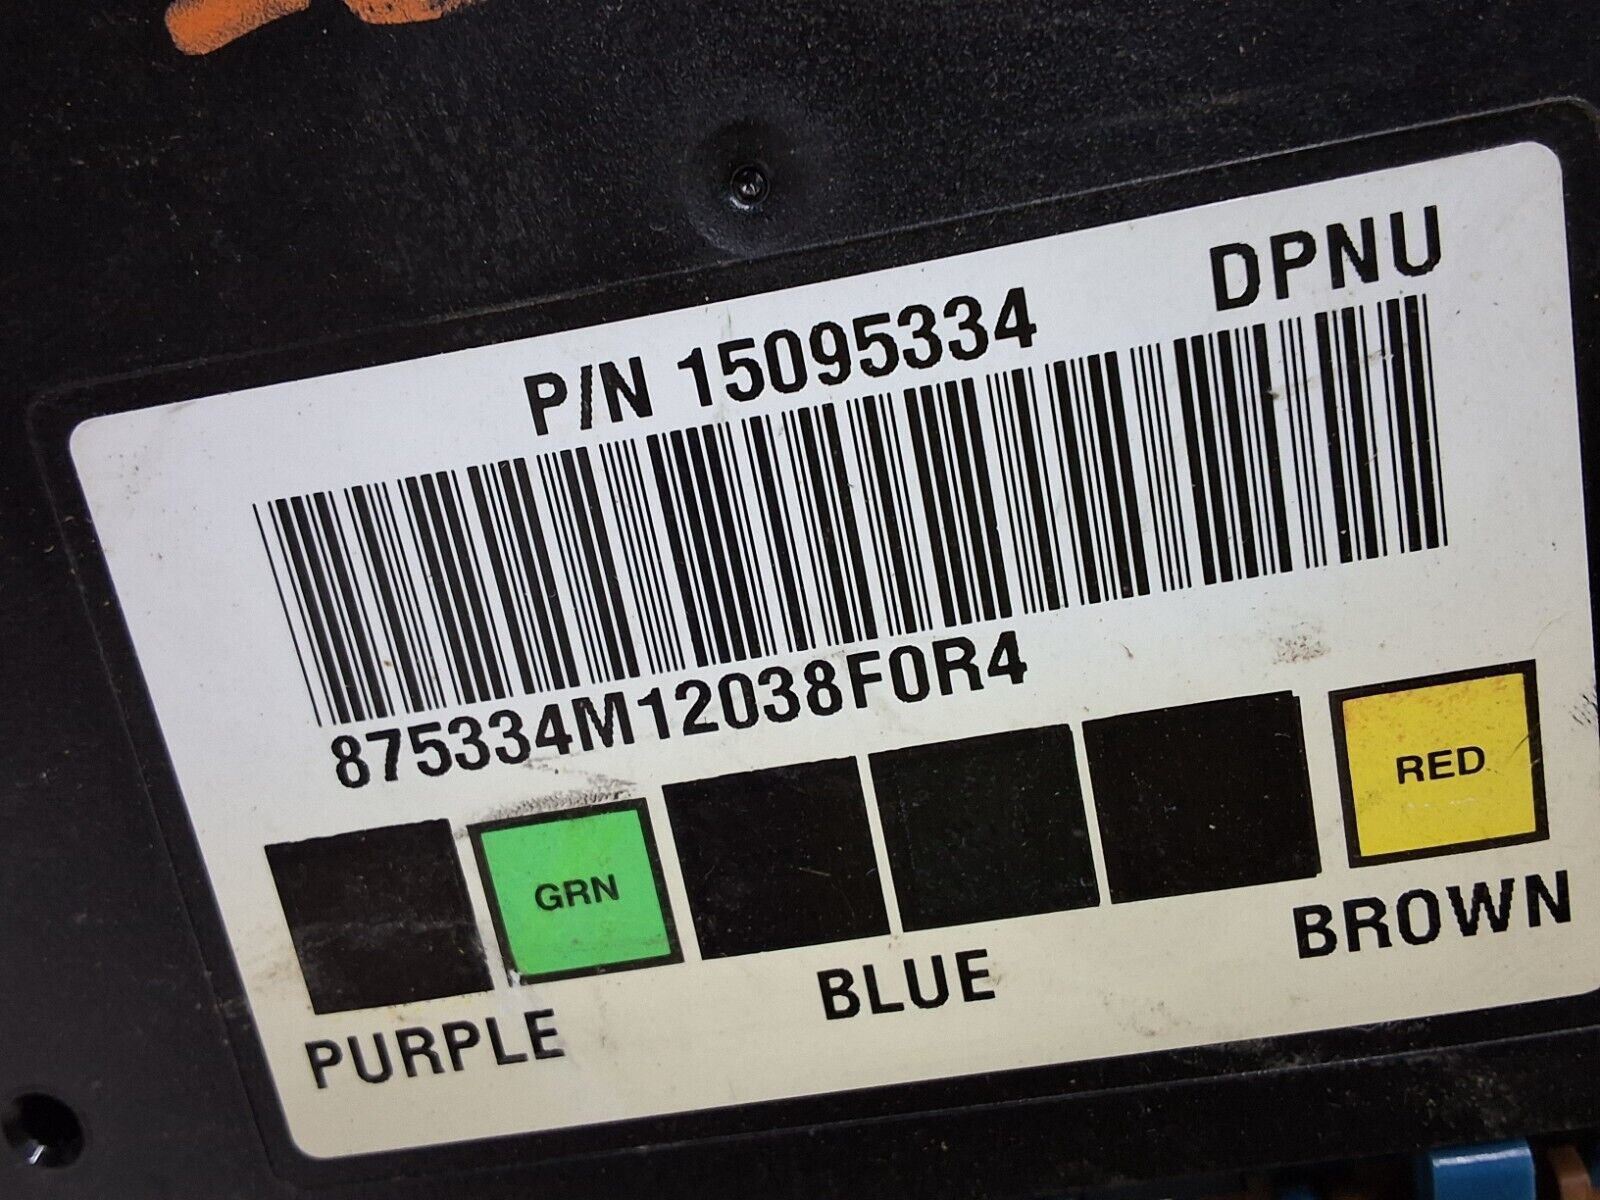 DPNU
P/N 15095334
875334M12038F0R4
GRN
RED
PURPLE
BLUE
BROWN